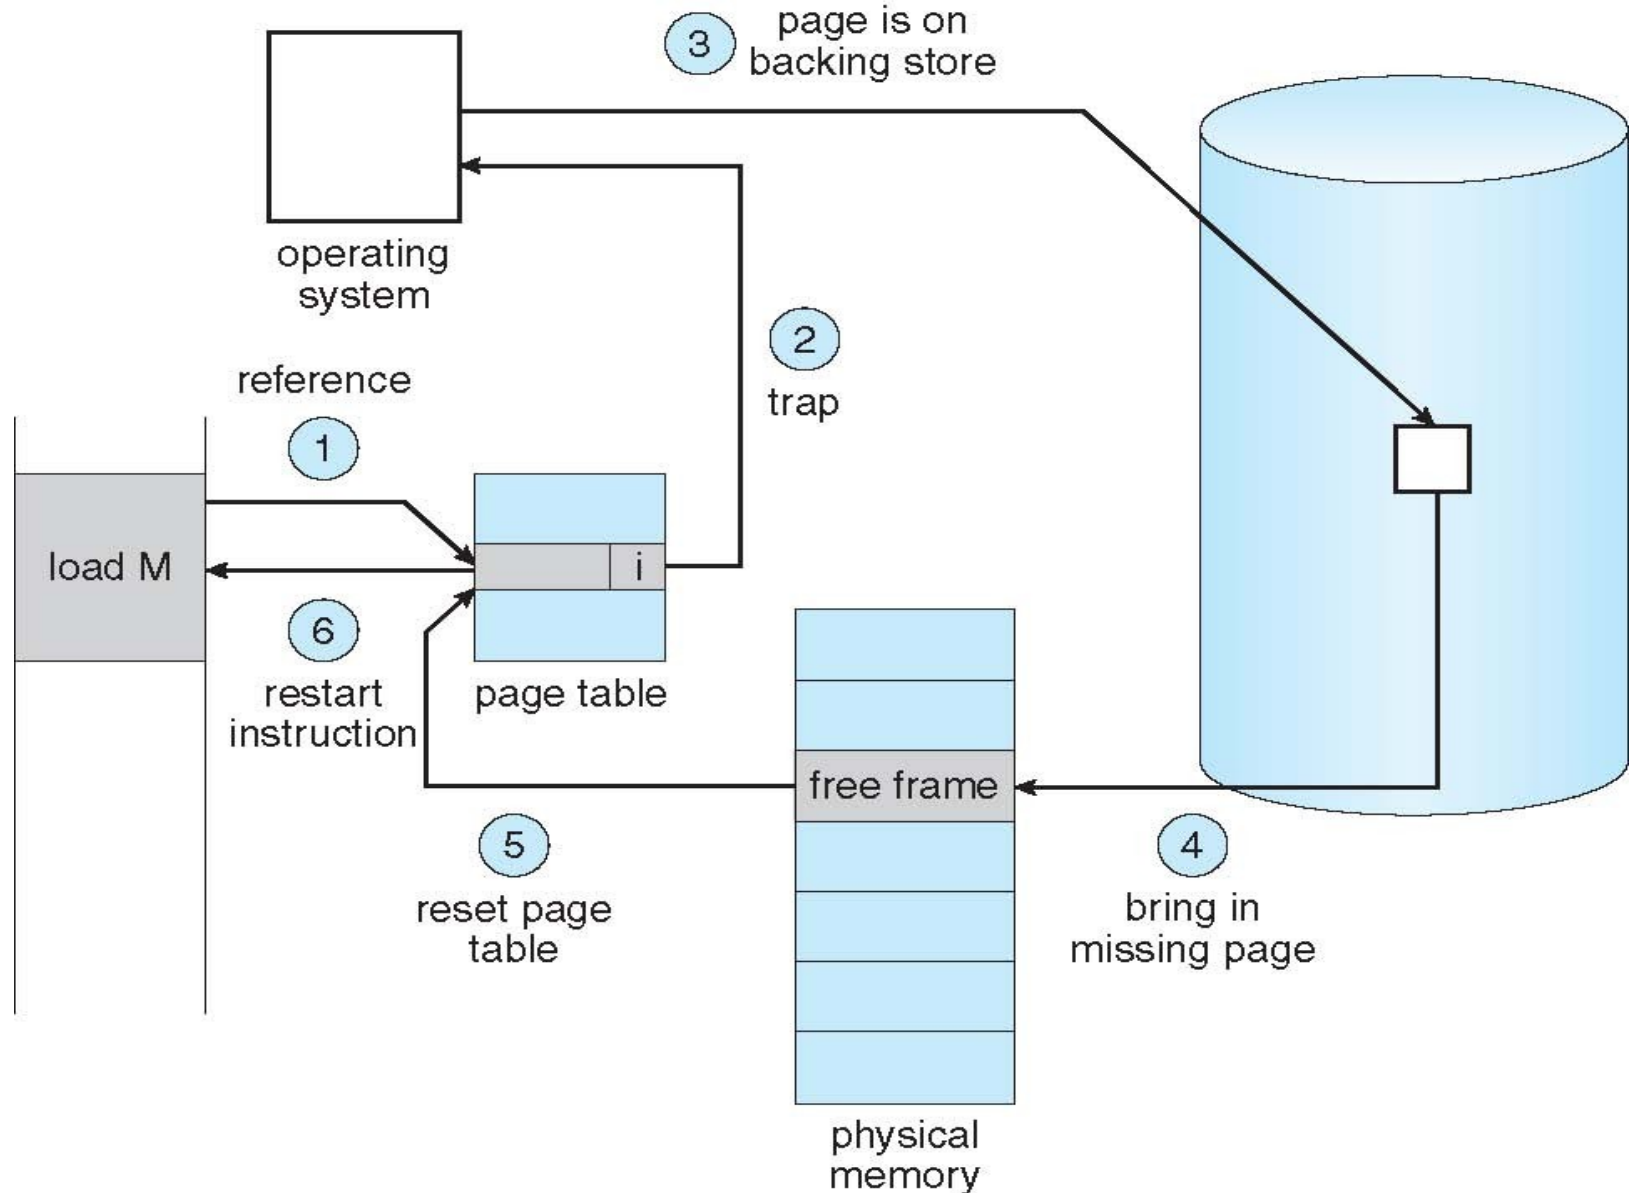 3
page is on
backing store
operating
system
2
trap
reference
1
load M
i
6
restart
instruction
page table
free frame
5
reset page
table
4
bring in
missing page
physical
memory